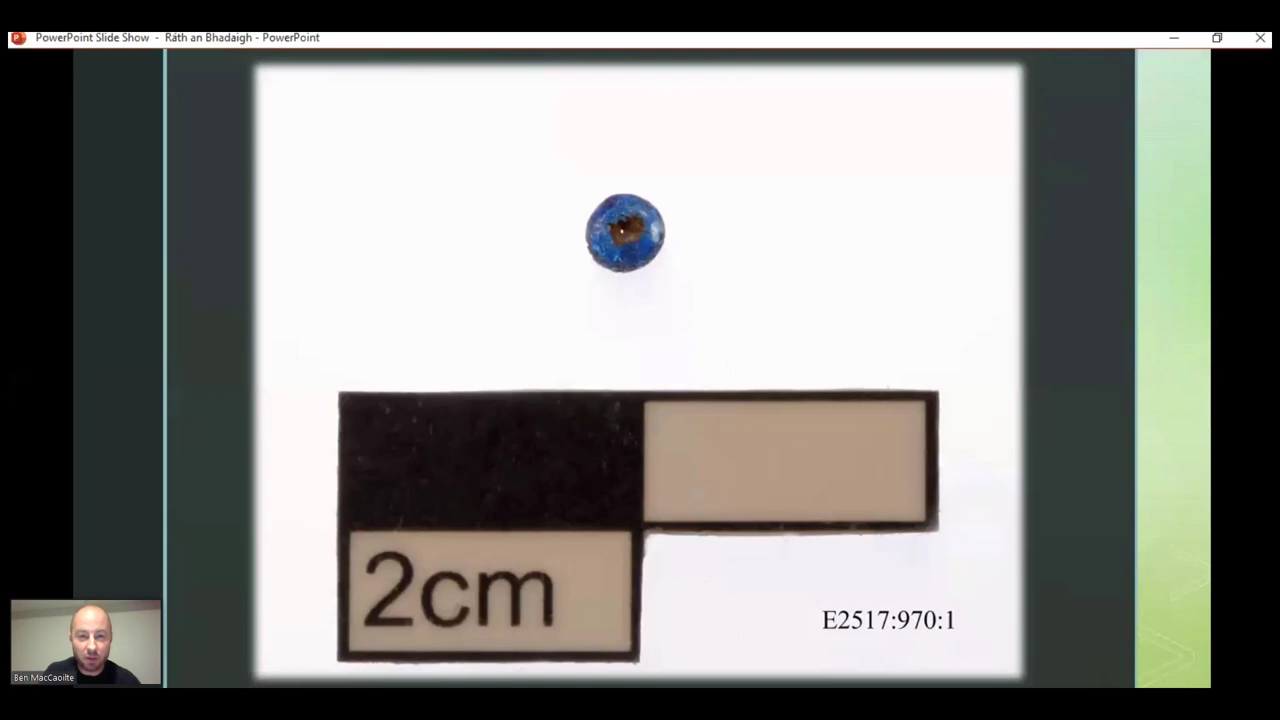 PowerPoint Slide Show - Ráth an Bhadaigh - PowerPoint
2cm
E2517:970:1
Ben MacCaoilte